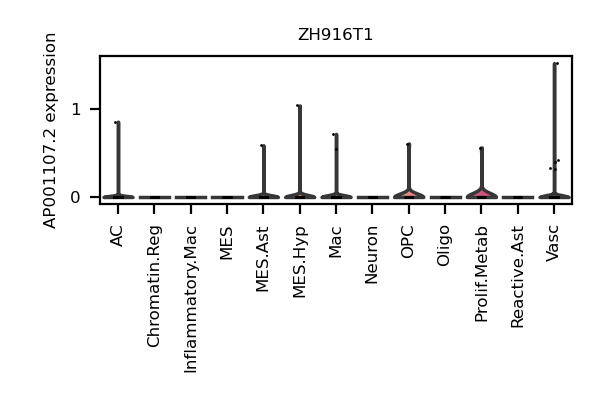 ZH916T1
AP001107.2 expression
1
0
AC
Chromatin.Reg
Inflammatory.Mac
MES
MES.Ast
MES.Hyp
Mac
Neuron
OPC
Oligo
Prolif.Metab
Reactive.Ast
Vasc